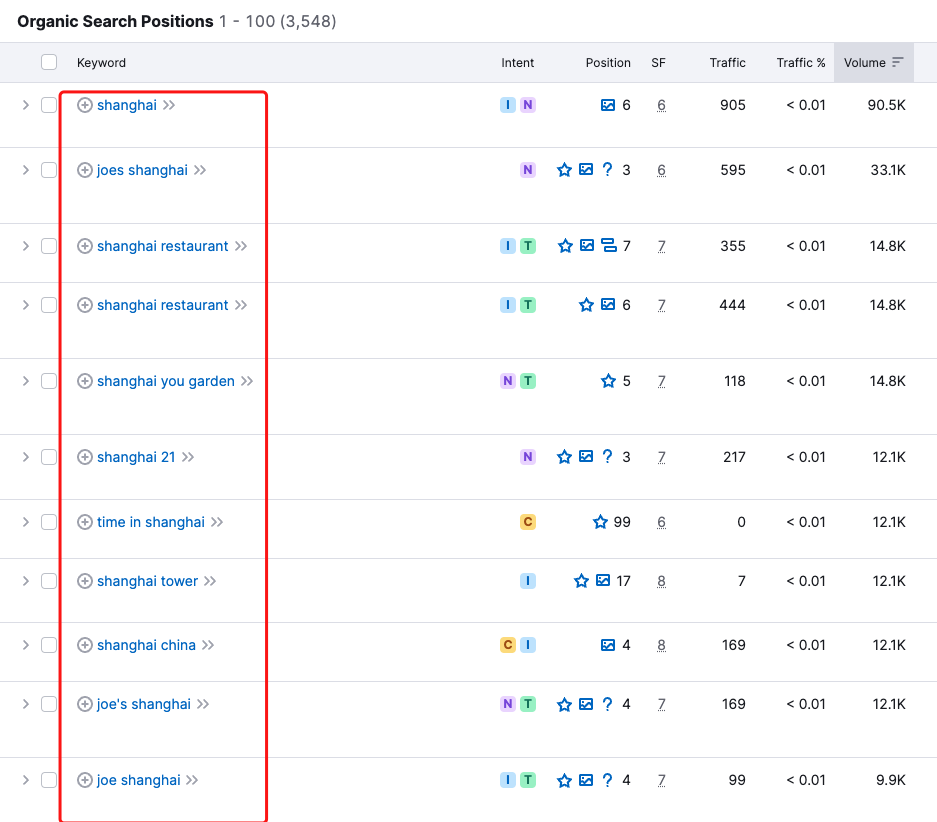 Organic Search Positions 1 - 100 (3,548)
Keyword Intent Position SF Traffic Traffic % Volume
shanghai I N 6 6 905 < 0.01 90.5K
joes shanghai N 3 6 595 < 0.01 33.1K
shanghai restaurant I T 7 7 355 < 0.01 14.8K
shanghai restaurant I T 6 7 444 < 0.01 14.8K
shanghai you garden N T 5 7 118 < 0.01 14.8K
shanghai 21 N 3 7 217 < 0.01 12.1K
time in shanghai C 99 6 0 < 0.01 12.1K
shanghai tower I 17 8 7 < 0.01 12.1K
shanghai china C I 4 8 169 < 0.01 12.1K
joe's shanghai N T 4 7 169 < 0.01 12.1K
joe shanghai I T 4 7 99 < 0.01 9.9K